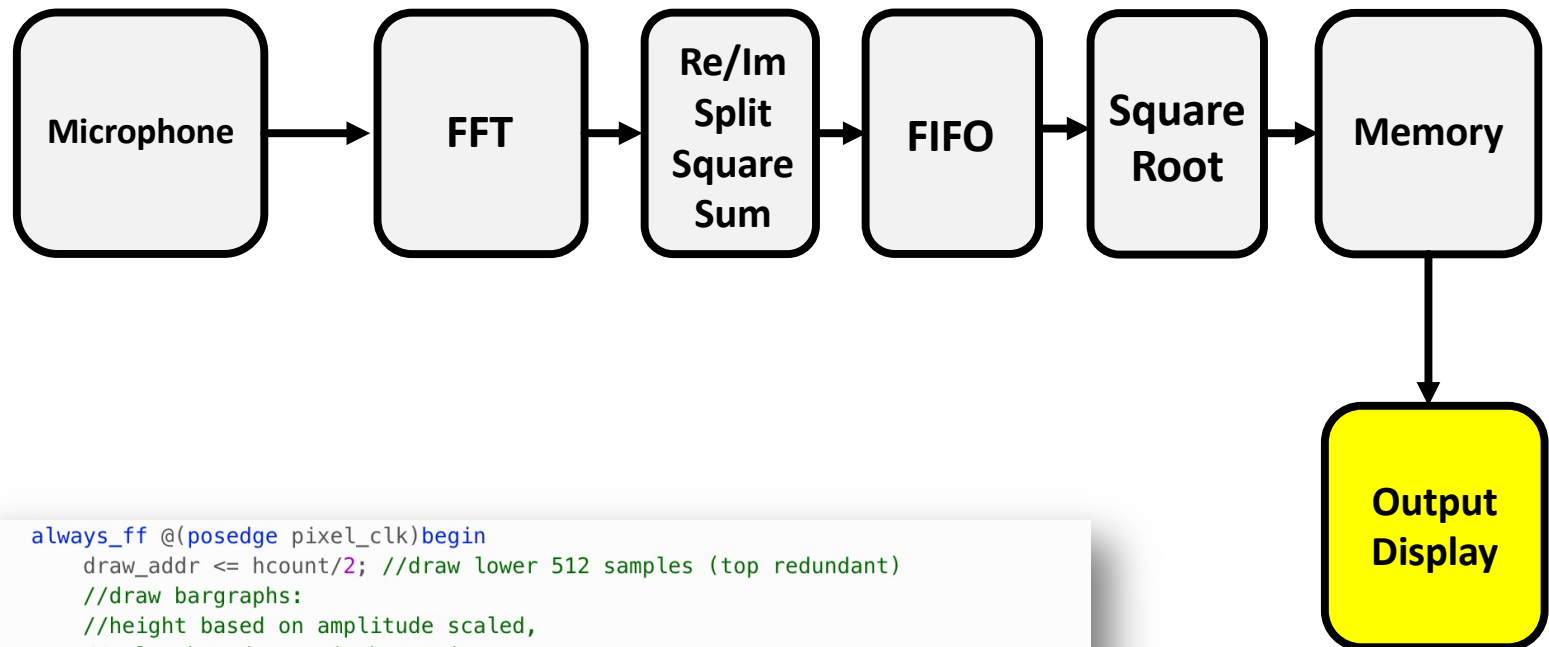 Microphone
FFT
Re/Im
Split
Square
Sum
FIFO
Square
Root
Memory
Output
Display
always_ff @(posedge pixel_clk)begin
draw_addr <= hcount/2; //draw lower 512 samples (top redundant)
//draw bargraphs:
//height based on amplitude scaled,